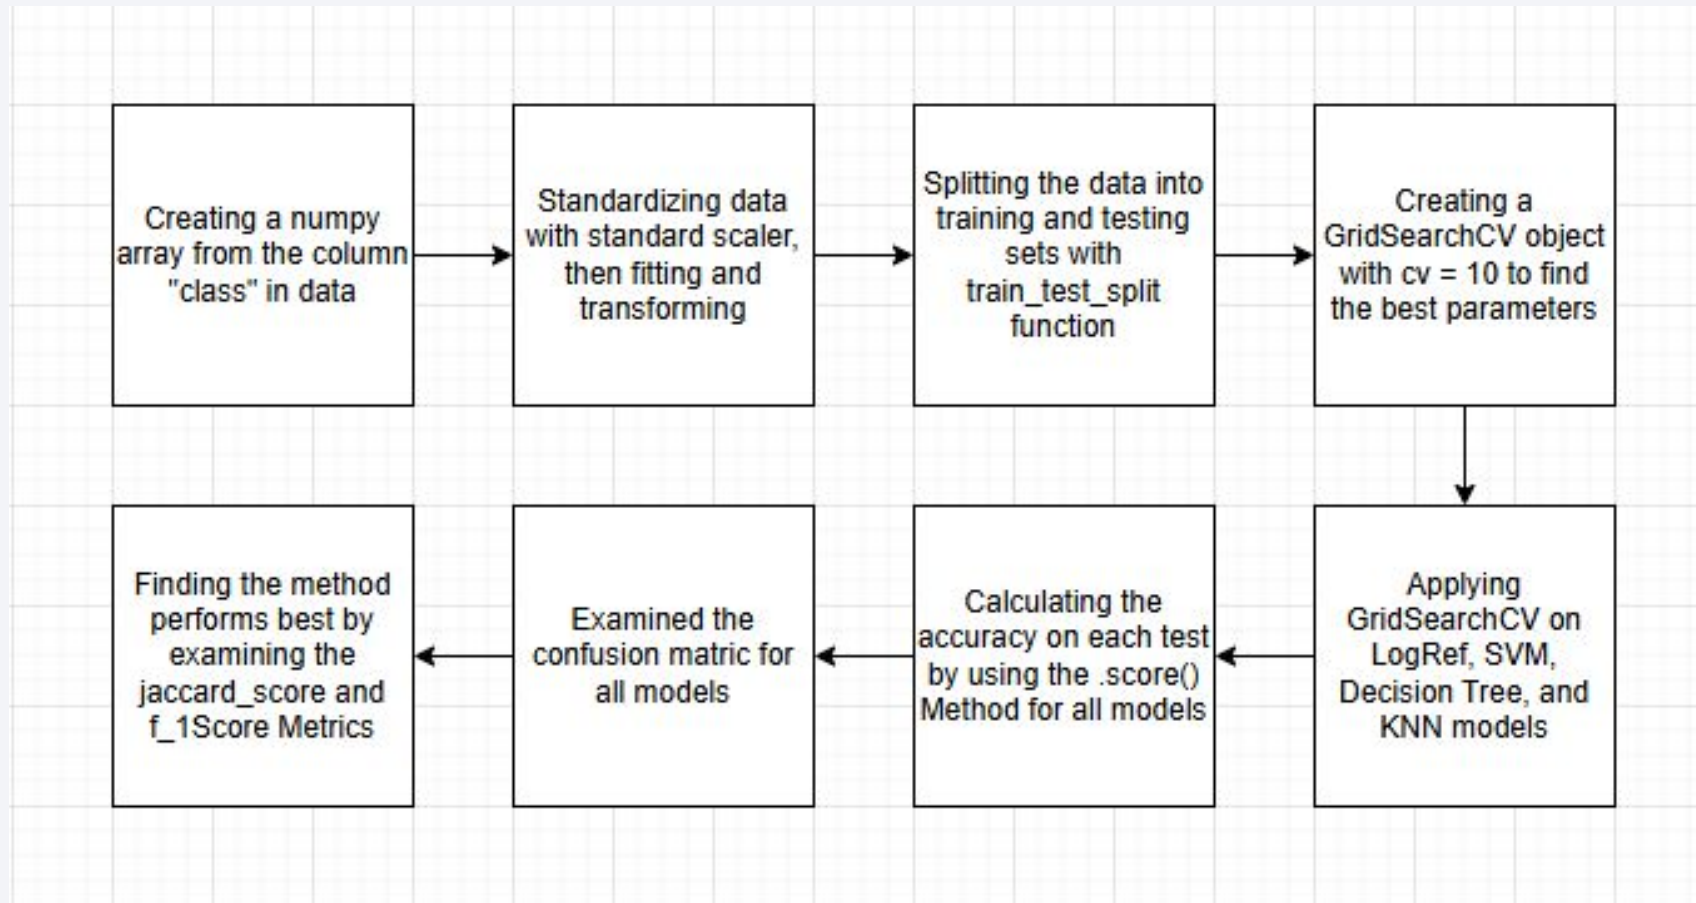 Creating a numpy
array from the column
"class" in data
Standardizing data
with standard scaler,
then fitting and
transforming
Splitting the data into
training and testing
sets with
train_test_split
function
Creating a
GridSearchCV object
with cv = 10 to find
the best parameters
Applying
GridSearchCV on
LogRef, SVM,
Decision Tree, and
KNN models
Calculating the
accuracy on each test
by using the .score()
Method for all models
Examined the
confusion matric for
all models
Finding the method
performs best by
examining the
jaccard_score and
f_1Score Metrics